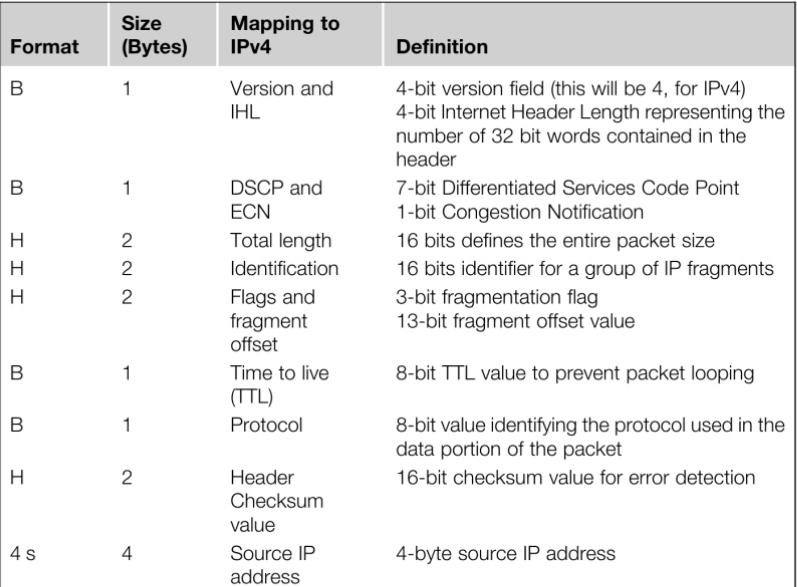 Format Size (Bytes) Mapping to IPv4 Definition
B 1 Version and IHL 4-bit version field (this will be 4, for IPv4)
4-bit Internet Header Length representing the
number of 32 bit words contained in the
header
B 1 DSCP and ECN 7-bit Differentiated Services Code Point
1-bit Congestion Notification
H 2 Total length 16 bits defines the entire packet size
H 2 Identification 16 bits identifier for a group of IP fragments
H 2 Flags and fragment offset 3-bit fragmentation flag
13-bit fragment offset value
B 1 Time to live (TTL) 8-bit TTL value to prevent packet looping
B 1 Protocol 8-bit value identifying the protocol used in the
data portion of the packet
H 2 Header Checksum value 16-bit checksum value for error detection
4 s 4 Source IP address 4-byte source IP address